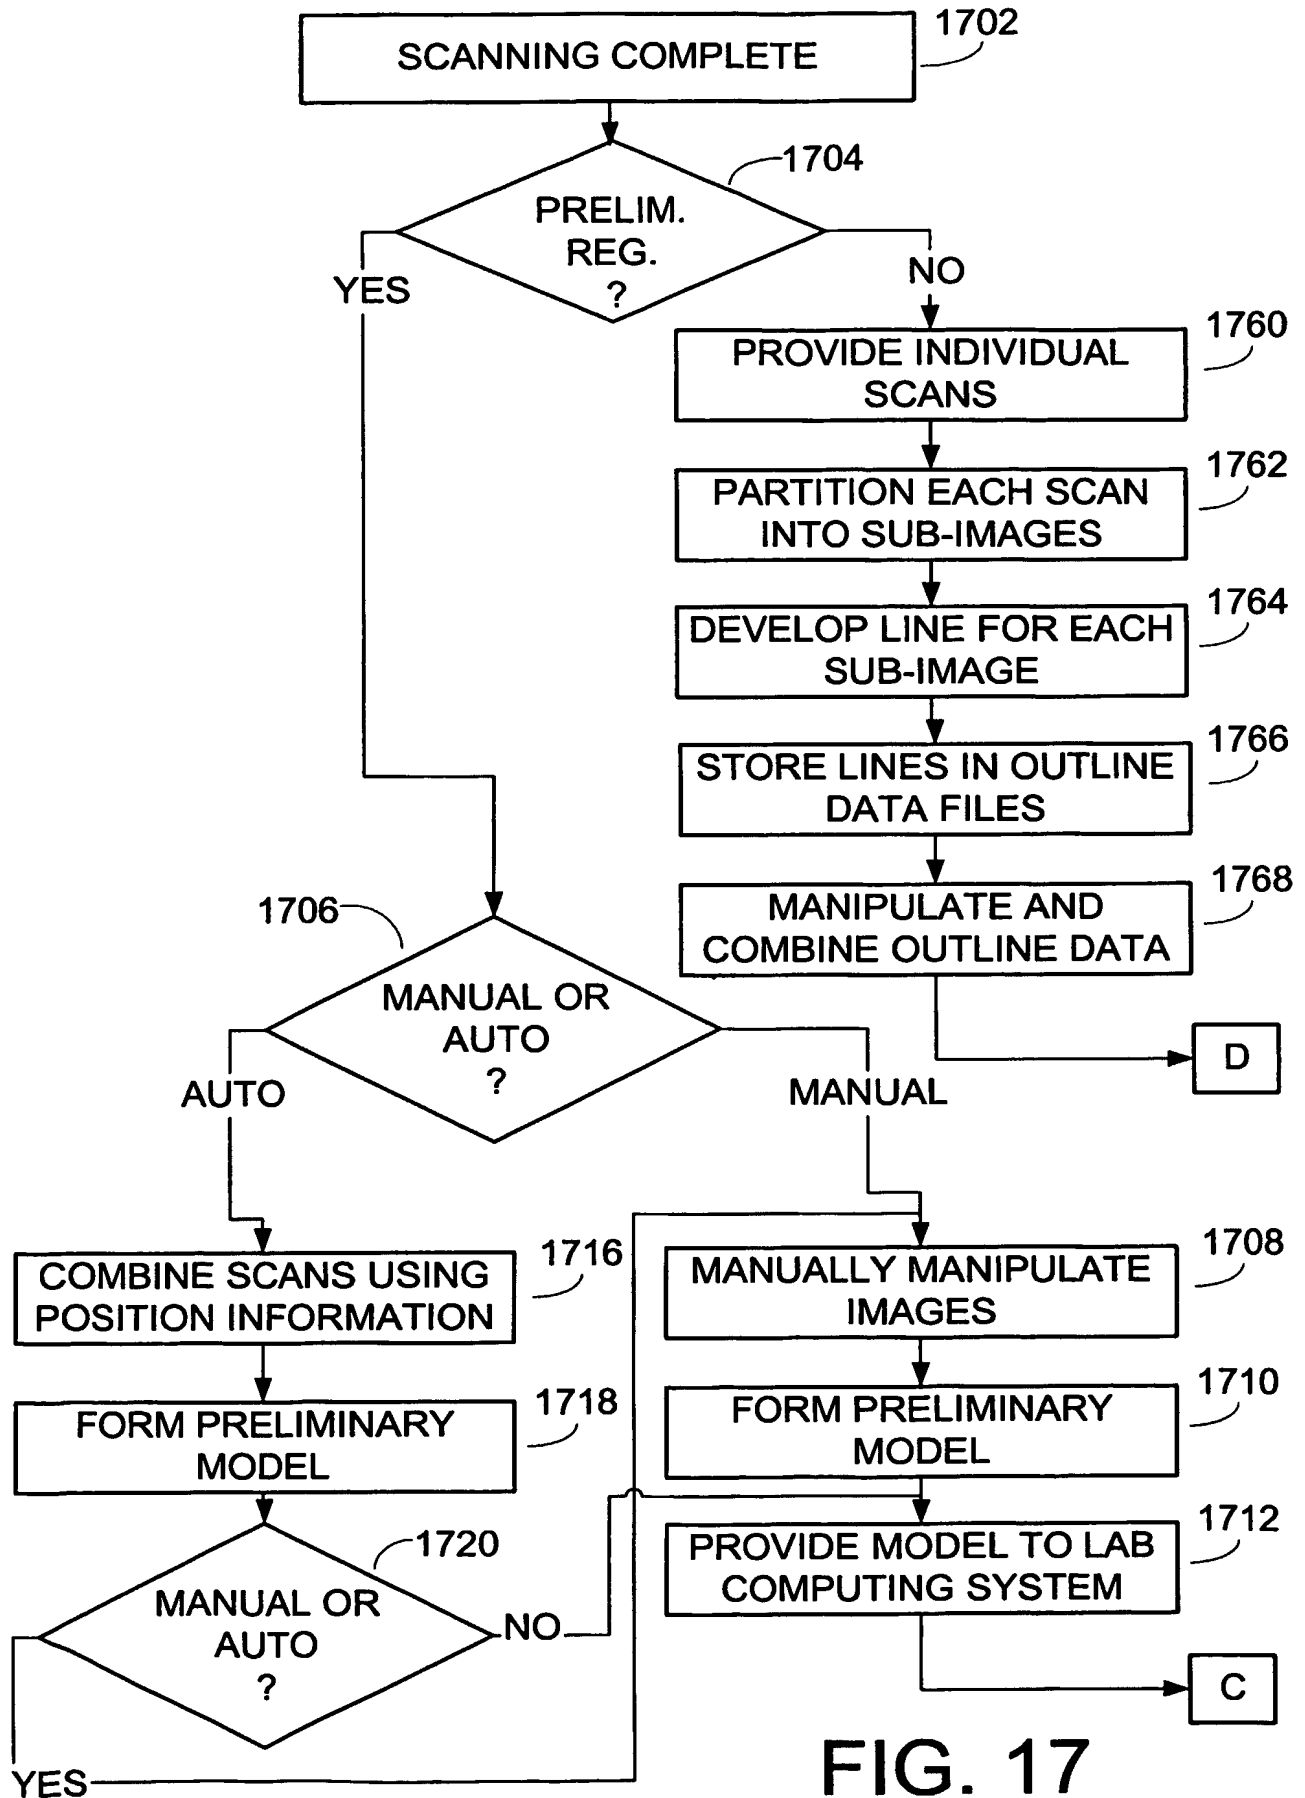 SCANNING COMPLETE
1702
1704
PRELIM.
REG.
?
YES
NO
1760
PROVIDE INDIVIDUAL
SCANS
1762
PARTITION EACH SCAN
INTO SUB-IMAGES
1764
DEVELOP LINE FOR EACH
SUB-IMAGE
1766
STORE LINES IN OUTLINE
DATA FILES
1768
MANIPULATE AND
COMBINE OUTLINE DATA
D
1706
MANUAL OR
AUTO
?
AUTO
MANUAL
1716
COMBINE SCANS USING
POSITION INFORMATION
1708
MANUALLY MANIPULATE
IMAGES
1718
FORM PRELIMINARY
MODEL
1710
FORM PRELIMINARY
MODEL
1720
MANUAL OR
AUTO
?
NO
YES
1712
PROVIDE MODEL TO LAB
COMPUTING SYSTEM
C
FIG. 17